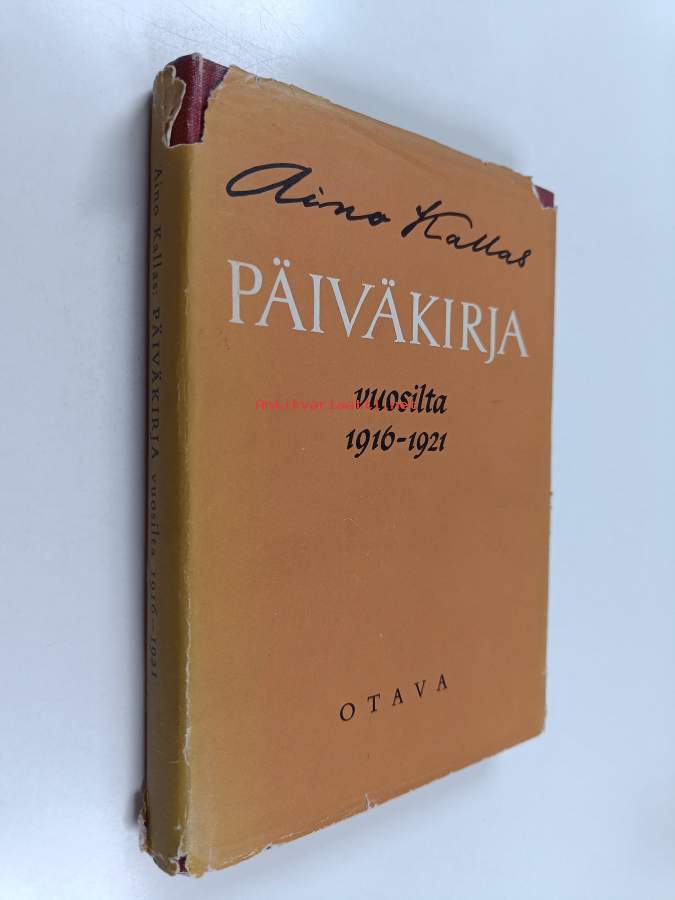 Aino Kallas
PÄIVÄKIRJA
vuosilta
1916-1921
OTAVA
Aino Kallas: PÄIVÄKIRJA vuosilta 1916-1921